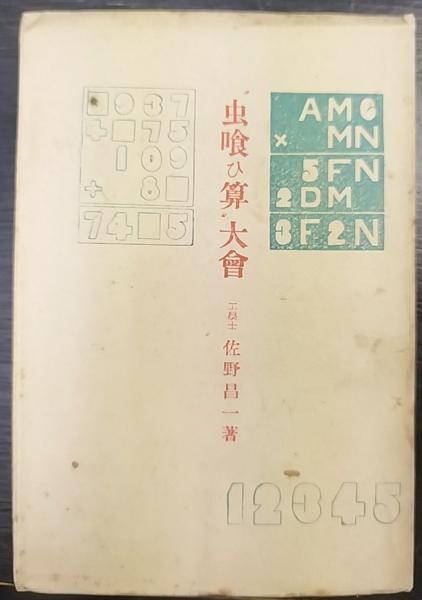 虫喰ひ算大會
工學士 佐野昌一著
□937
4□75
109
+ 8□
74□5
AM6
× MN
5FN
2DM
3F2N
12345